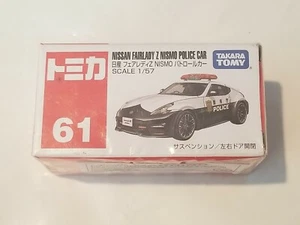 トミカ
61
NISSAN FAIRLADY Z NISMO POLICE CAR
日産 フェアレディZ NISMO パトロールカー
SCALE 1/57
TAKARA
TOMY
POLICE
サスペンション／左右ドア開閉